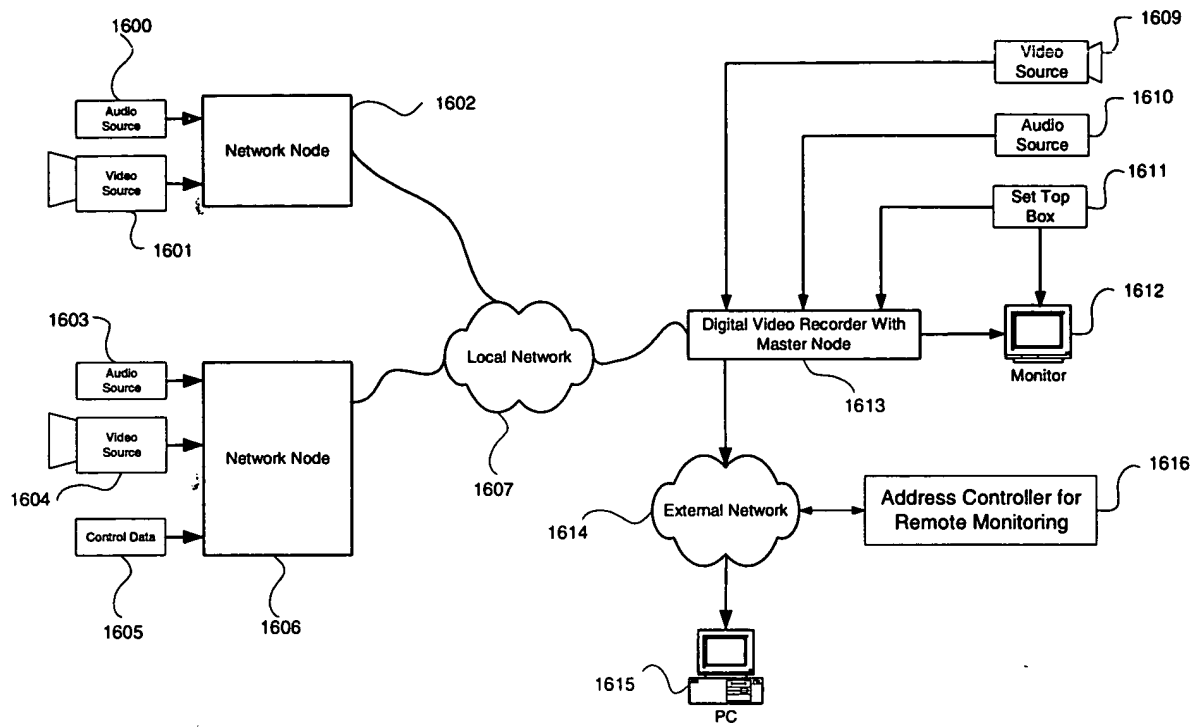 1600
Audio
Source
Network Node
1602
Video
Source
1601
1603
Audio
Source
Video
Source
1604
Network Node
Control Data
1605
1606
Local Network
1607
Video
Source
1609
Audio
Source
1610
Set Top
Box
1611
Digital Video Recorder With
Master Node
1613
1612
Monitor
External Network
1614
Address Controller for
Remote Monitoring
1616
1615
PC